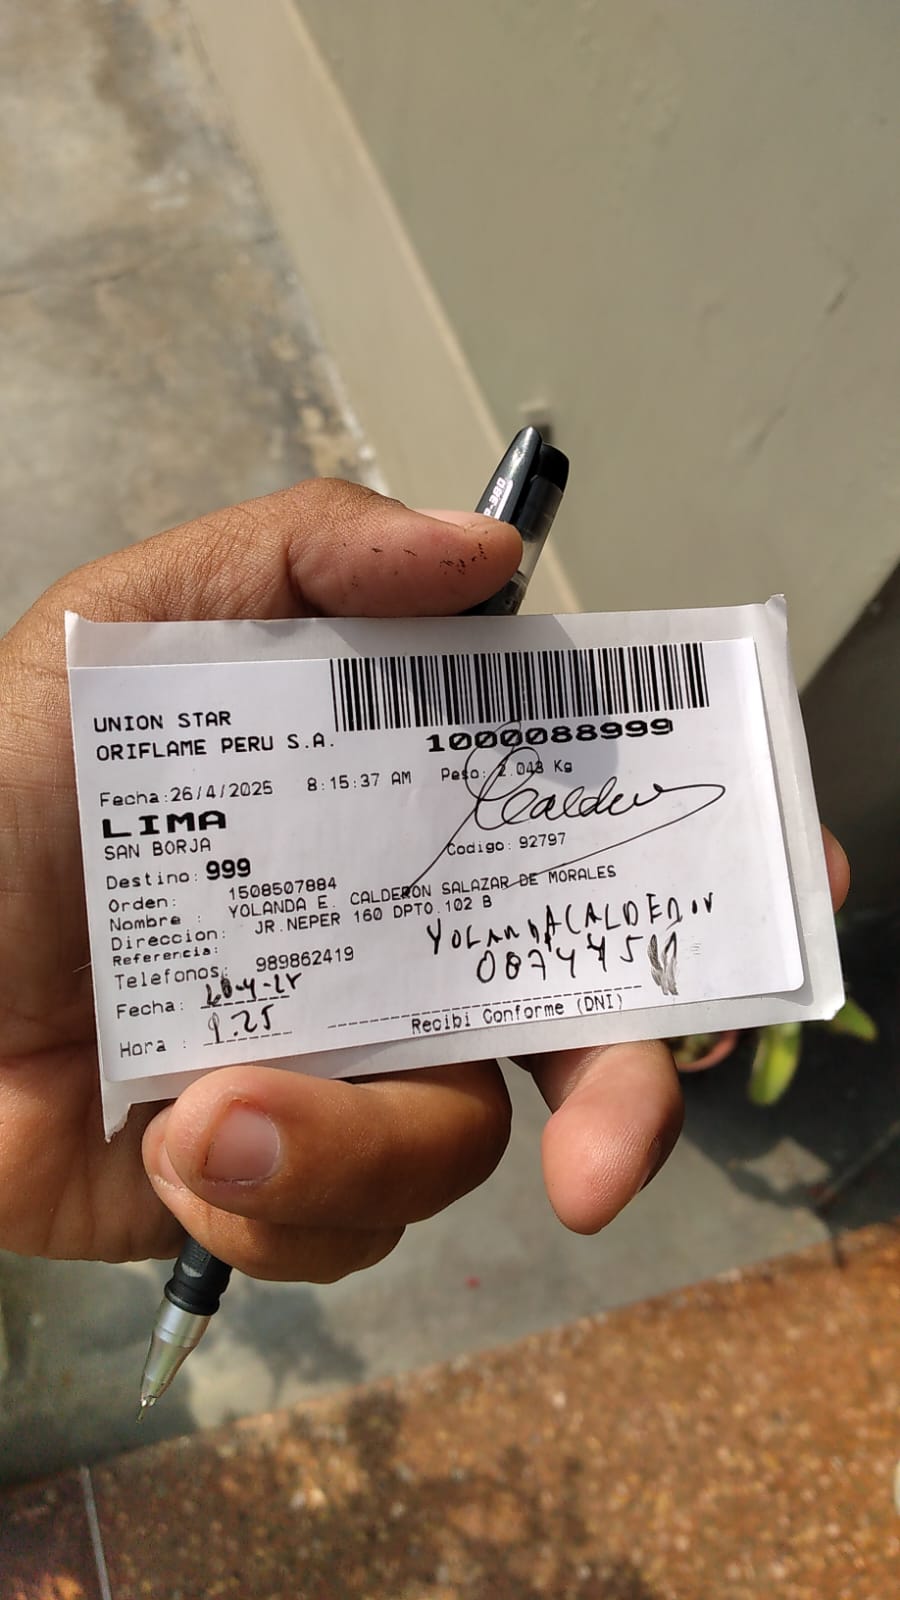 UNION STAR
ORIFLAME PERU S.A.
1000088999
Fecha:26/4/2025 8:15:37 AM Peso: 2.043 Kg
LIMA
SAN BORJA
Codigo: 92797
Destino: 999
Orden: 1508507884
Nombre : YOLANDA E. CALDERON SALAZAR DE MORALES
Direccion: JR.NEPER 160 DPTO.102 B
Referencia:
Telefonos: 989862419
YOLANDA CALDERON
Fecha:
Hora : 9.25
Recibi Conforme (DNI)